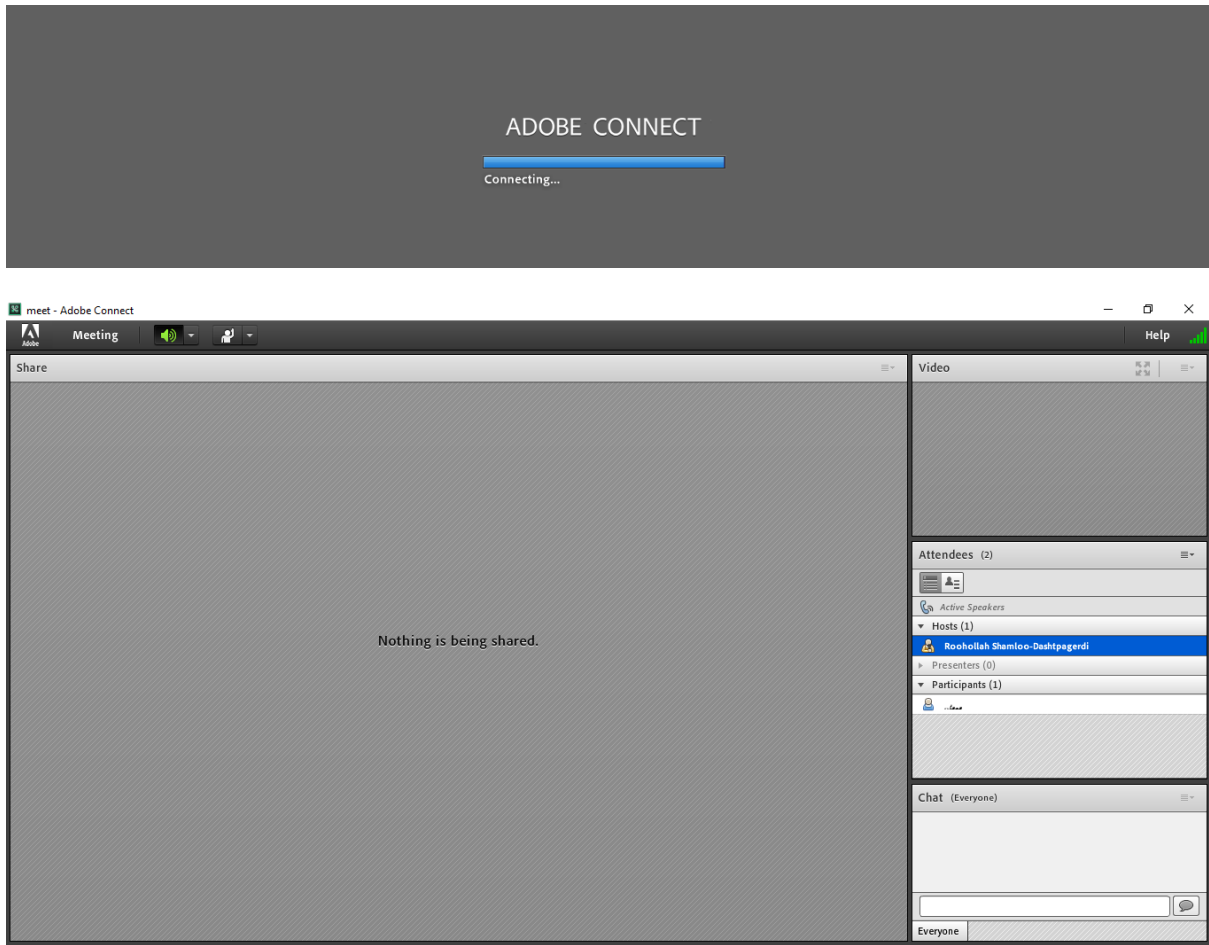 ADOBE CONNECT
Connecting...
meet - Adobe Connect
Adobe Meeting Help
Share
Video
Nothing is being shared.
Attendees (2)
Active Speakers
Hosts (1)
Roohollah Shamloo-Dashtpagerdi
Presenters (0)
Participants (1)
Chat (Everyone)
Everyone